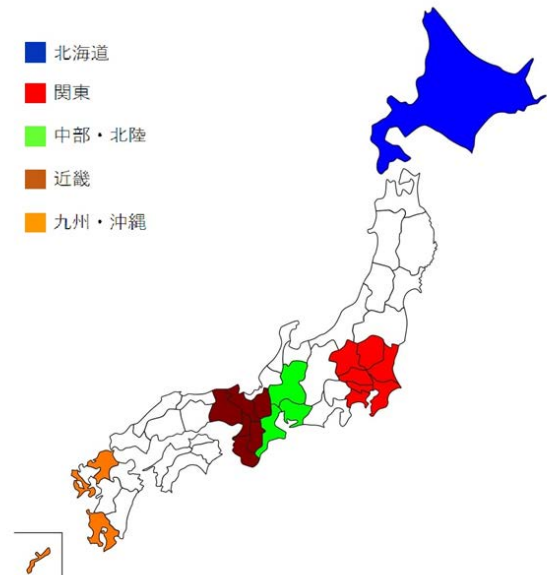 北海道
関東
中部・北陸
近畿
九州・沖縄